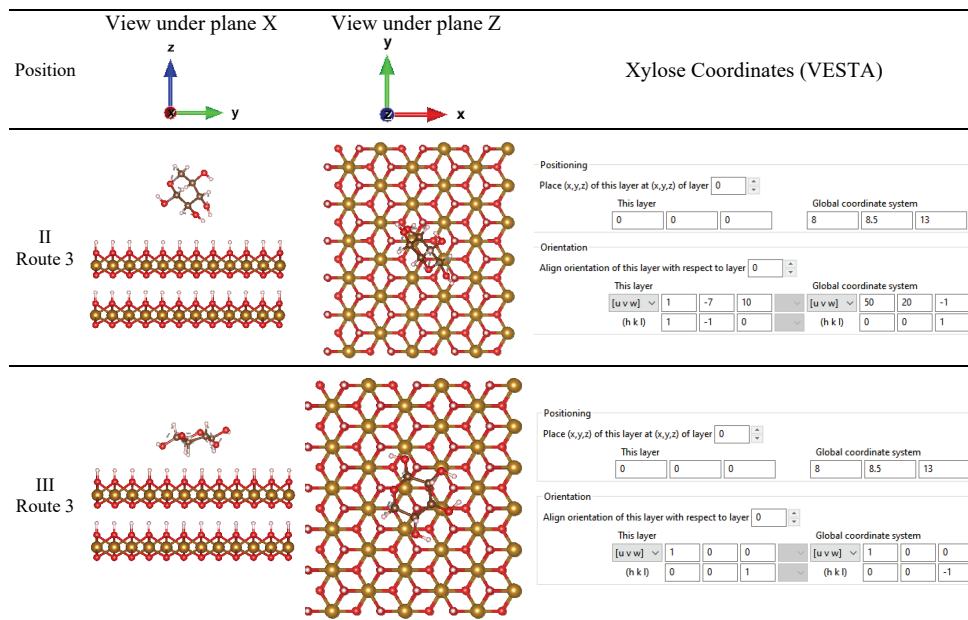 View under plane X View under plane Z
Position Xylose Coordinates (VESTA)
z
x y
y
z x
II
Route 3
Positioning
Place (x,y,z) of this layer at (x,y,z) of layer 0
This layer Global coordinate system
0 0 0 8 8.5 13
Orientation
Align orientation of this layer with respect to layer 0
This layer Global coordinate system
[u v w] 1 -7 10 [u v w] 50 20 -1
(h k l) 1 -1 0 (h k l) 0 0 1
III
Route 3
Positioning
Place (x,y,z) of this layer at (x,y,z) of layer 0
This layer Global coordinate system
0 0 0 8 8.5 13
Orientation
Align orientation of this layer with respect to layer 0
This layer Global coordinate system
[u v w] 1 0 0 [u v w] 1 0 0
(h k l) 0 0 1 (h k l) 0 0 -1